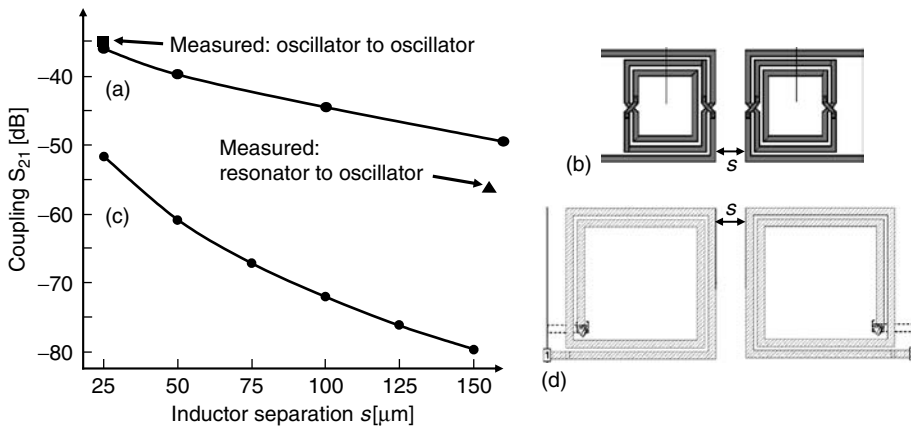 Coupling S21 [dB]
–40
–50
–60
–70
–80
25
50
75
100
125
150
Inductor separation s[μm]
Measured: oscillator to oscillator
(a)
Measured:
resonator to oscillator
(c)
s
(b)
s
1
(d)